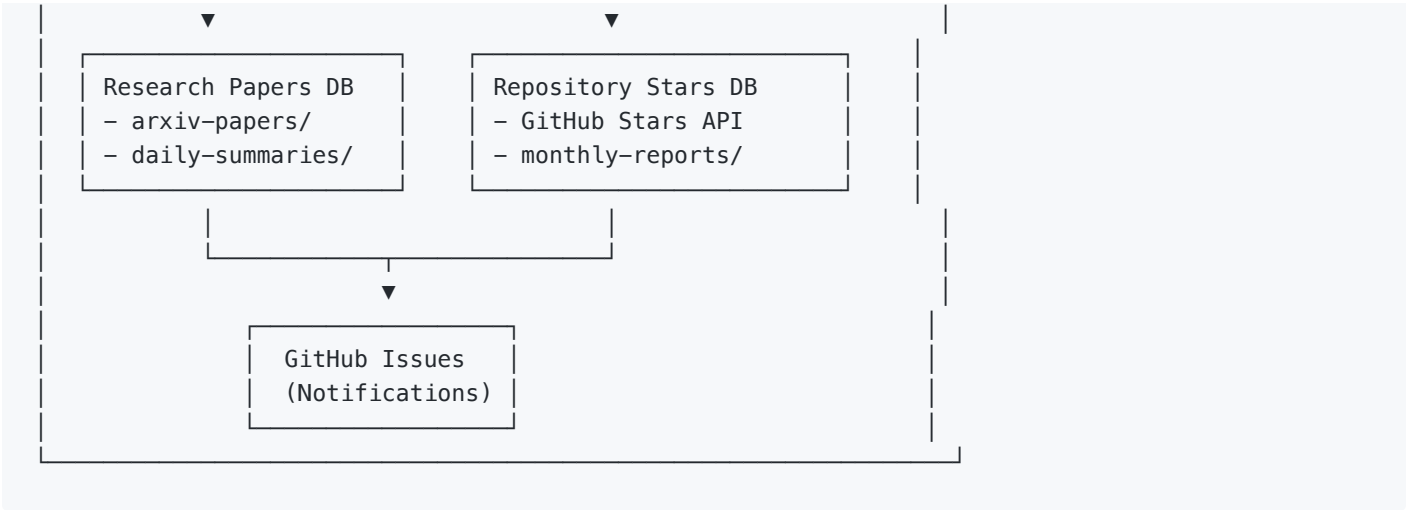 Research Papers DB
- arxiv-papers/
- daily-summaries/
Repository Stars DB
- GitHub Stars API
- monthly-reports/
GitHub Issues
(Notifications)